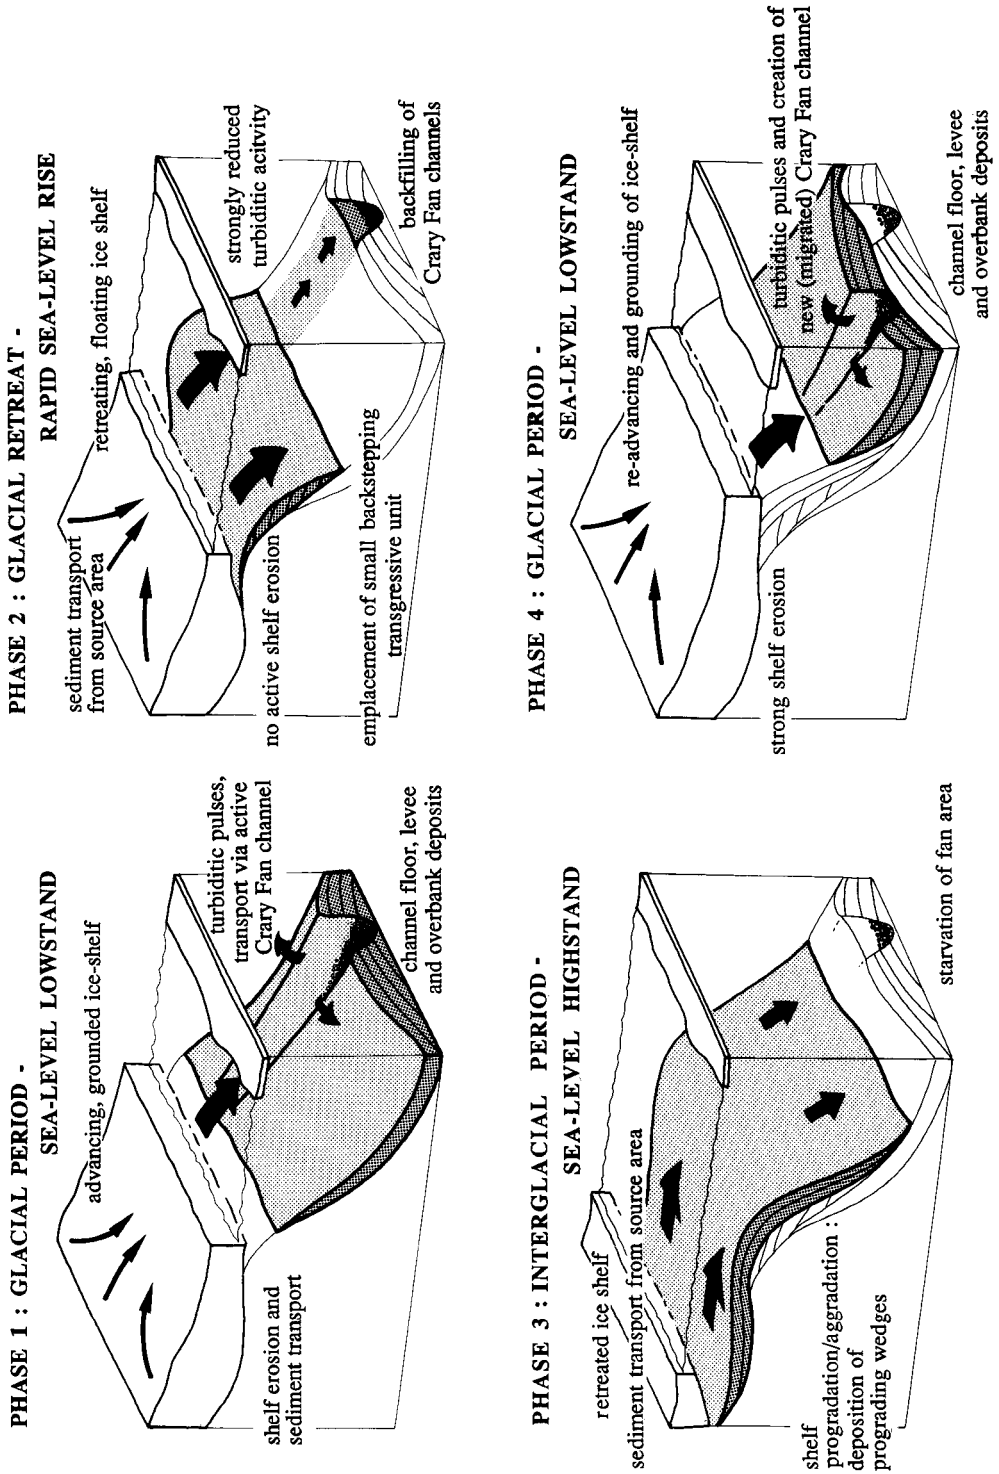 PHASE 1 : GLACIAL PERIOD -
SEA-LEVEL LOWSTAND
advancing, grounded ice-shelf
turbiditic pulses,
transport via active
Crary Fan channel
shelf erosion and
sediment transport
channel floor, levee
and overbank deposits
PHASE 2 : GLACIAL RETREAT -
RAPID SEA-LEVEL RISE
sediment transport
from source area
retreating, floating ice shelf
strongly reduced
turbiditic acitvity
no active shelf erosion
emplacement of small backstepping
transgressive unit
backfilling of
Crary Fan channels
PHASE 3 : INTERGLACIAL PERIOD -
SEA-LEVEL HIGHSTAND
retreated ice shelf
sediment transport from source area
shelf
progradation/aggradation :
deposition of
prograding wedges
starvation of fan area
PHASE 4 : GLACIAL PERIOD -
SEA-LEVEL LOWSTAND
re-advancing and grounding of ice-shelf
turbiditic pulses and creation of
new (migrated) Crary Fan channel
strong shelf erosion
channel floor, levee
and overbank deposits